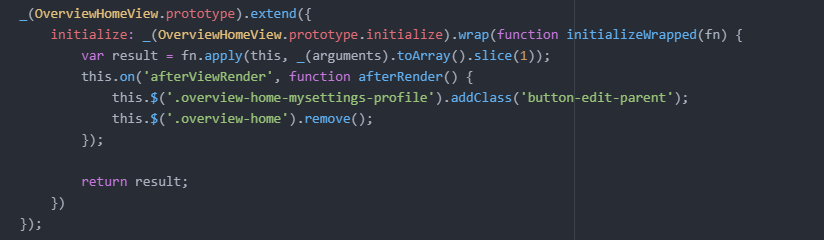 _(OverviewHomeView.prototype).extend({
    initialize: _(OverviewHomeView.prototype.initialize).wrap(function initializeWrapped(fn) {
        var result = fn.apply(this, _(arguments).toArray().slice(1));
        this.on('afterViewRender', function afterRender() {
            this.$('.overview-home-mysettings-profile').addClass('button-edit-parent');
            this.$('.overview-home').remove();
        });

        return result;
    })
});